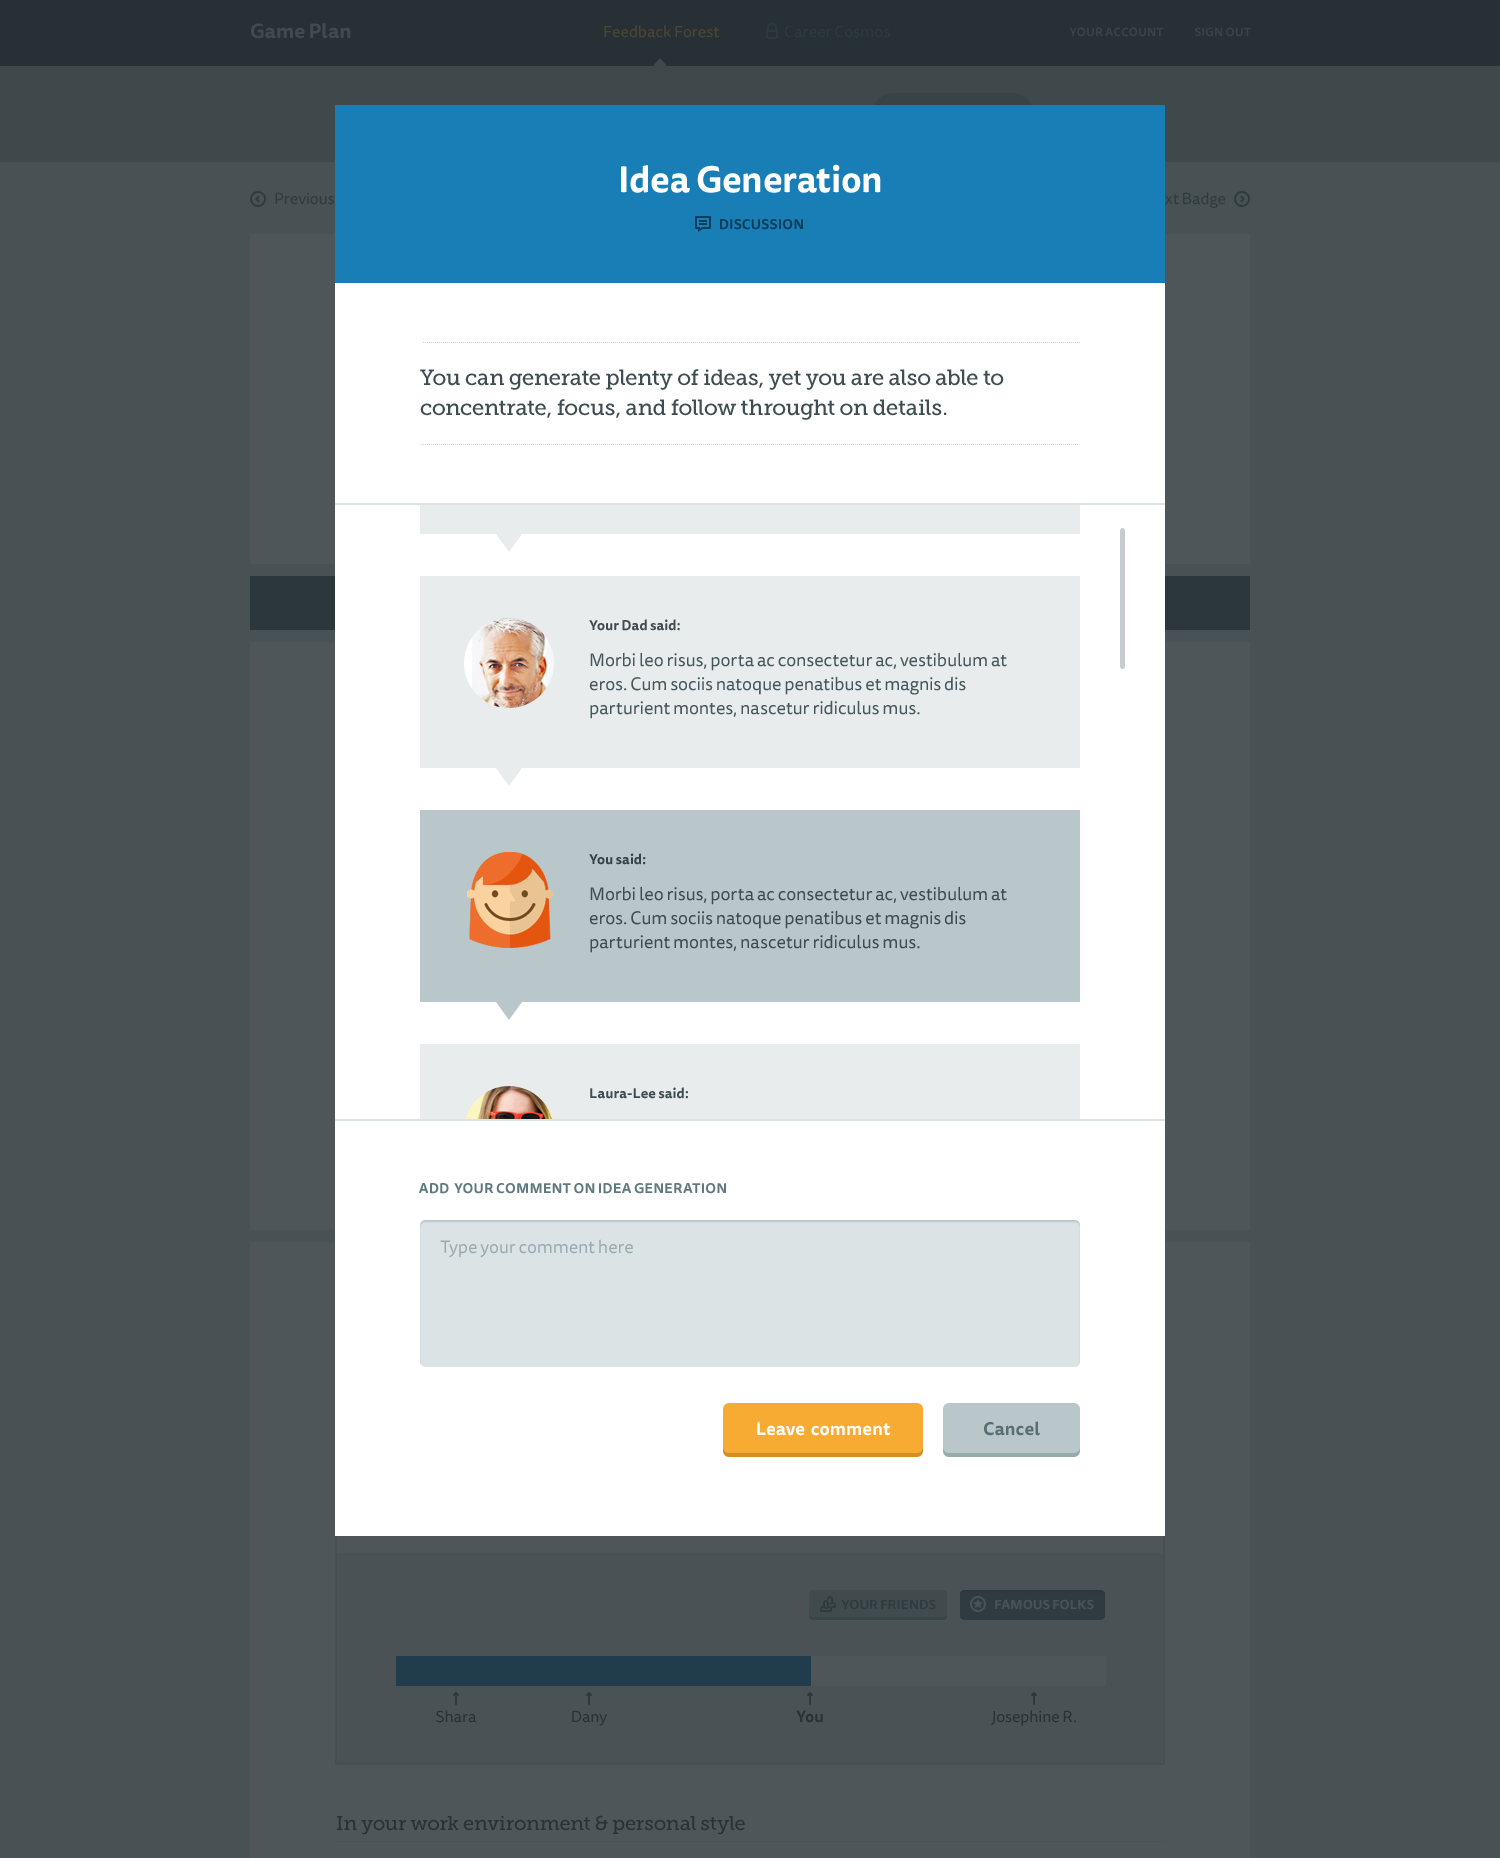 Game Plan
Feedback Forest
Career Cosmos
YOUR ACCOUNT
SIGN OUT
Previous
xt Badge
Idea Generation
DISCUSSION
You can generate plenty of ideas, yet you are also able to
concentrate, focus, and follow throught on details.
Your Dad said:
Morbi leo risus, porta ac consectetur ac, vestibulum at
eros. Cum sociis natoque penatibus et magnis dis
parturient montes, nascetur ridiculus mus.
You said:
Morbi leo risus, porta ac consectetur ac, vestibulum at
eros. Cum sociis natoque penatibus et magnis dis
parturient montes, nascetur ridiculus mus.
Laura-Lee said:
ADD YOUR COMMENT ON IDEA GENERATION
Type your comment here
Leave comment
Cancel
YOUR FRIENDS
FAMOUS FOLKS
Shara
Dany
You
Josephine R.
In your work environment & personal style